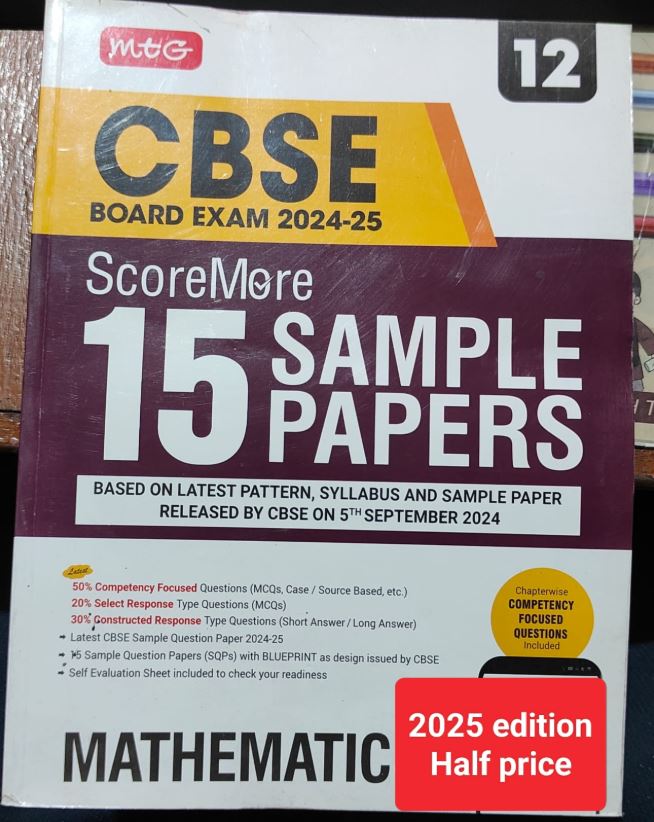 mtG
12
CBSE
BOARD EXAM 2024-25
ScoreMore
15 SAMPLE
PAPERS
BASED ON LATEST PATTERN, SYLLABUS AND SAMPLE PAPER
RELEASED BY CBSE ON 5TH SEPTEMBER 2024
Latest
50% Competency Focused Questions (MCQs, Case / Source Based, etc.)
20% Select Response Type Questions (MCQs)
30% Constructed Response Type Questions (Short Answer / Long Answer)
➟ Latest CBSE Sample Question Paper 2024-25
➟ 15 Sample Question Papers (SQPs) with BLUEPRINT as design issued by CBSE
➟ Self Evaluation Sheet included to check your readiness
Chapterwise
COMPETENCY
FOCUSED
QUESTIONS
Included
MATHEMATIC
2025 edition
Half price